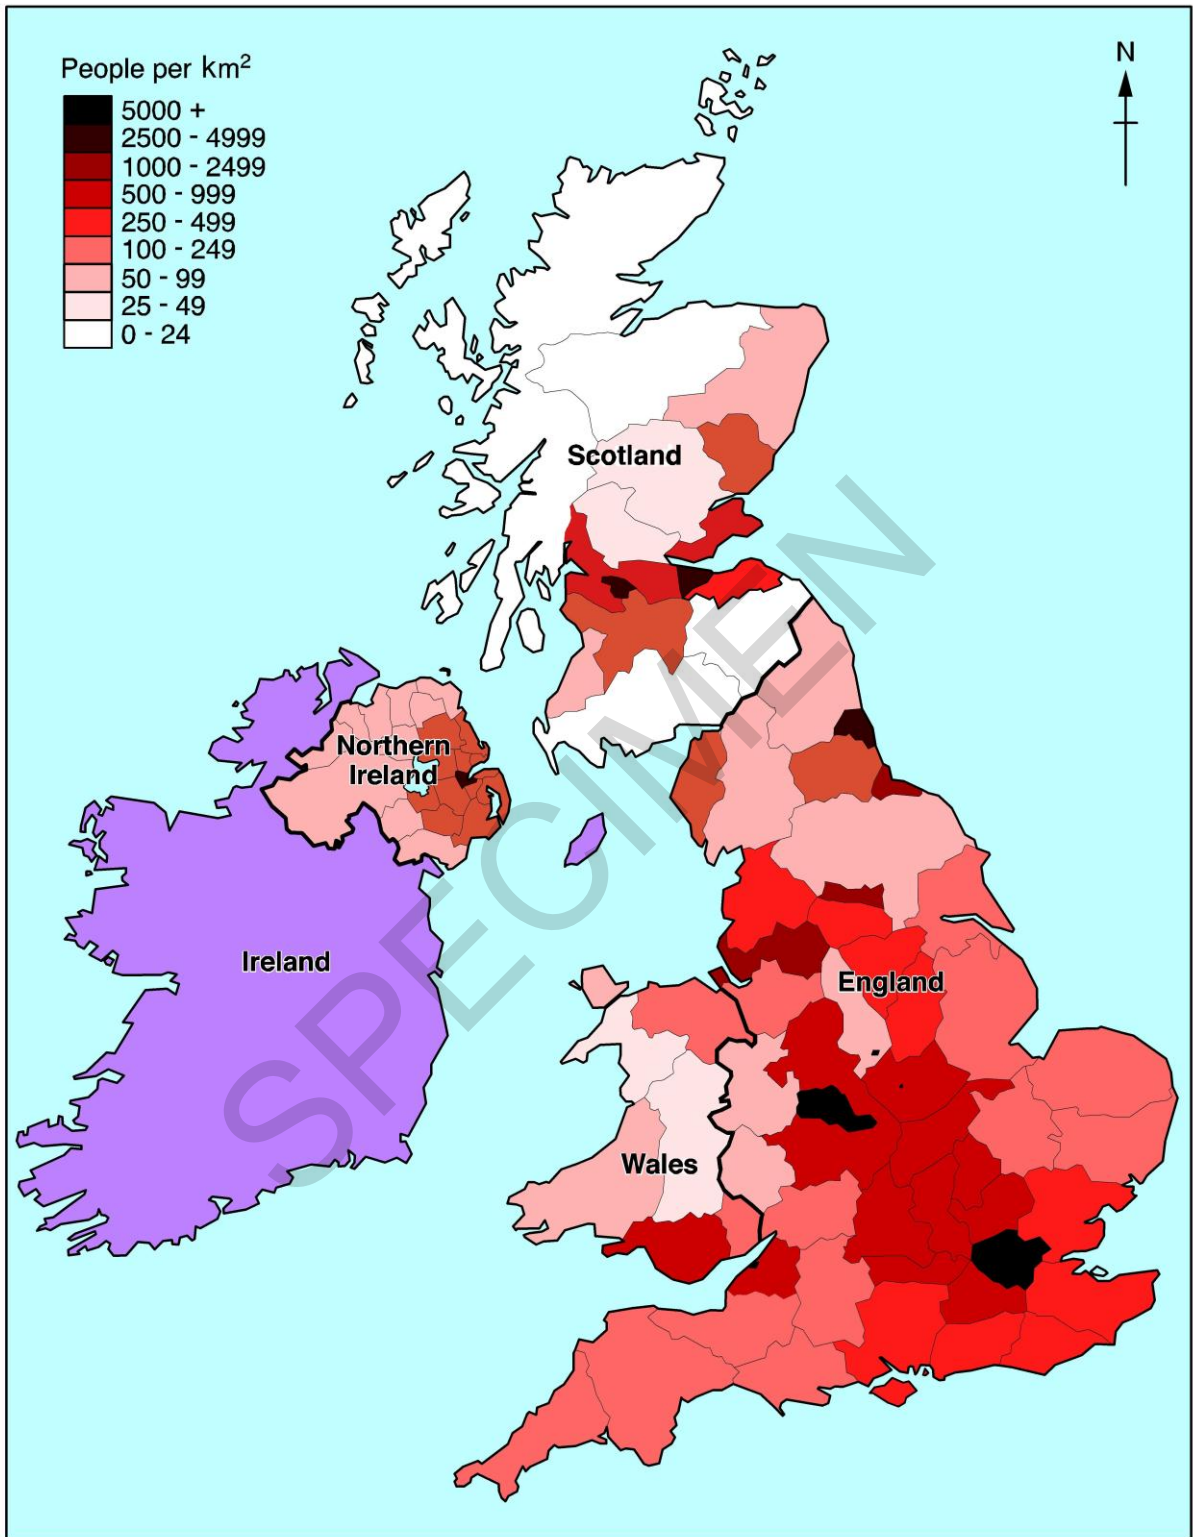 People per km²
5000 +
2500 - 4999
1000 - 2499
500 - 999
250 - 499
100 - 249
50 - 99
25 - 49
0 - 24
N
Scotland
Northern
Ireland
Ireland
England
Wales
SPECIMEN